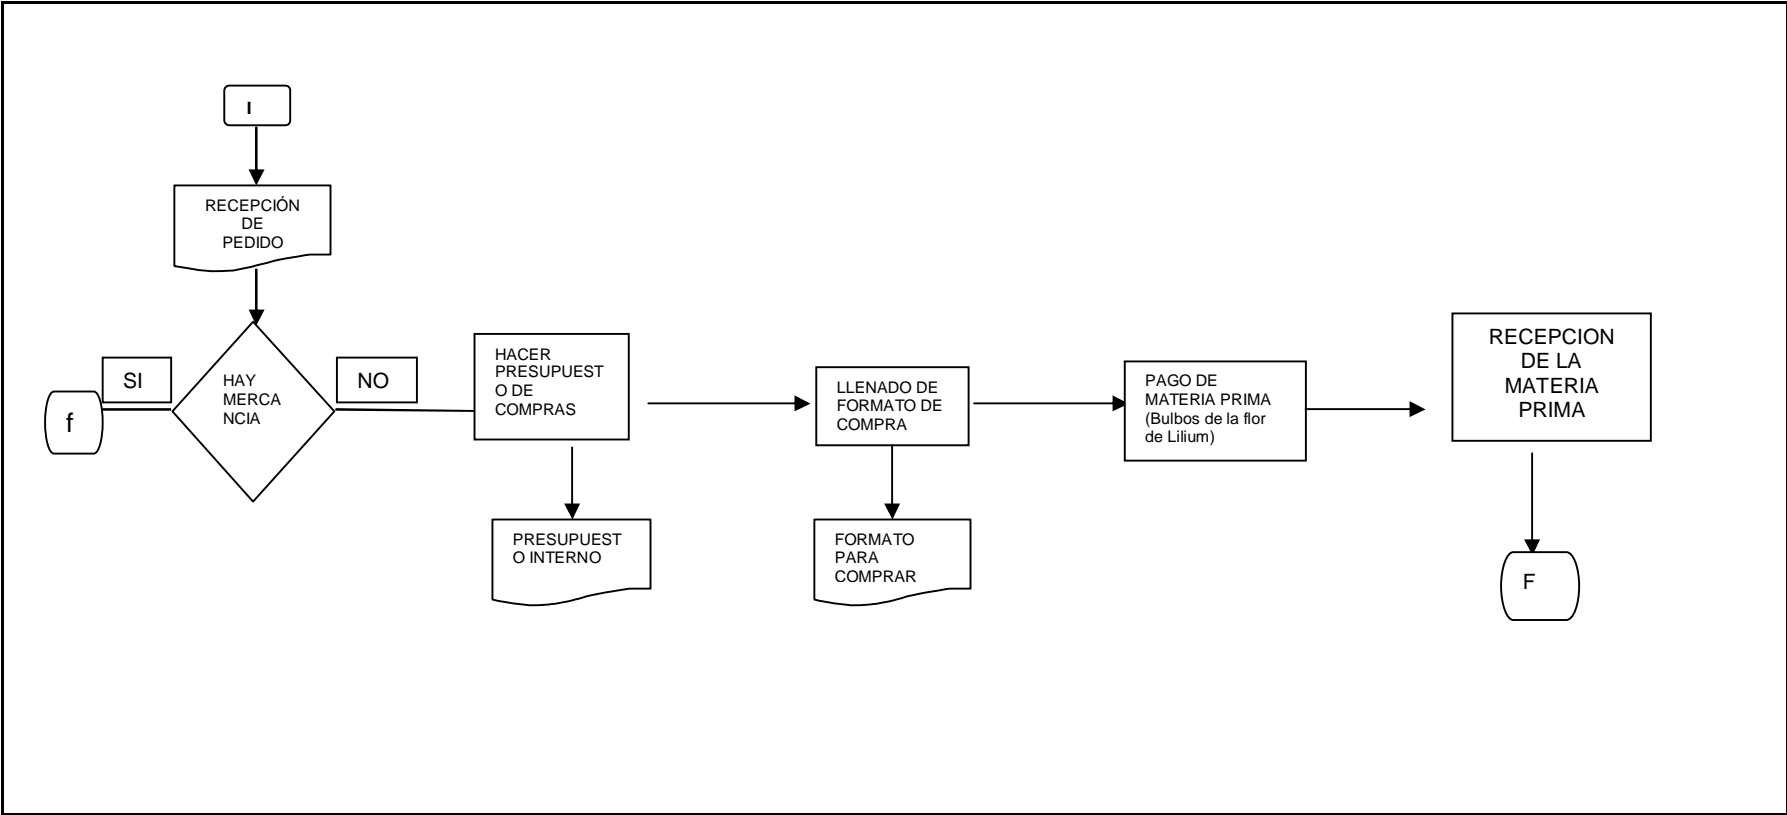 I
RECEPCIÓN
DE
PEDIDO
SI
HAY
MERCA
NCIA
NO
f
HACER
PRESUPUEST
O DE
COMPRAS
PRESUPUEST
O INTERNO
LLENADO DE
FORMATO DE
COMPRA
FORMATO
PARA
COMPRAR
PAGO DE
MATERIA PRIMA
(Bulbos de la flor
de Lilium)
RECEPCION
DE LA
MATERIA
PRIMA
F